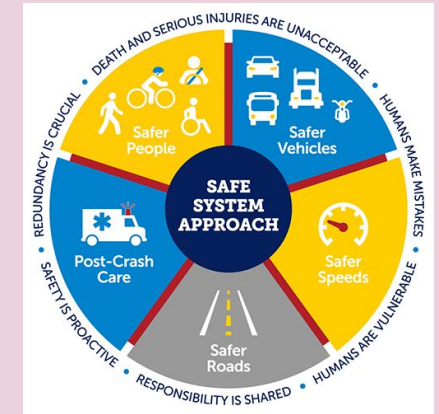 DEATH AND SERIOUS INJURIES ARE UNACCEPTABLE
HUMANS MAKE MISTAKES
HUMANS ARE VULNERABLE
RESPONSIBILITY IS SHARED
SAFETY IS PROACTIVE
REDUNDANCY IS CRUCIAL
Safer
People
Safer
Vehicles
SAFE
SYSTEM
APPROACH
Post-Crash
Care
Safer
Speeds
Safer
Roads